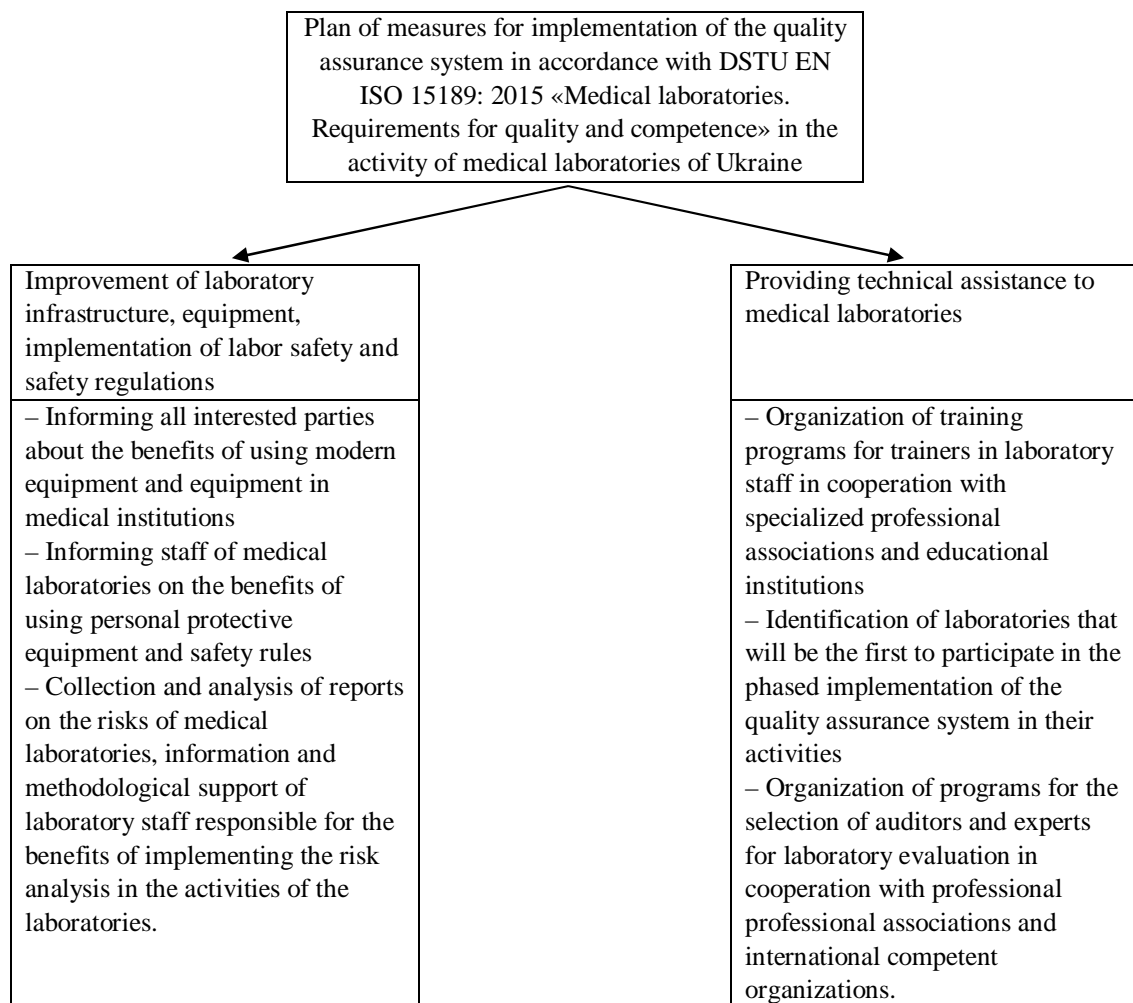 Plan of measures for implementation of the quality
assurance system in accordance with DSTU EN
ISO 15189: 2015 «Medical laboratories.
Requirements for quality and competence» in the
activity of medical laboratories of Ukraine
Improvement of laboratory
infrastructure, equipment,
implementation of labor safety and
safety regulations
– Informing all interested parties
about the benefits of using modern
equipment and equipment in
medical institutions
– Informing staff of medical
laboratories on the benefits of
using personal protective
equipment and safety rules
– Collection and analysis of reports
on the risks of medical
laboratories, information and
methodological support of
laboratory staff responsible for the
benefits of implementing the risk
analysis in the activities of the
laboratories.
Providing technical assistance to
medical laboratories
– Organization of training
programs for trainers in laboratory
staff in cooperation with
specialized professional
associations and educational
institutions
– Identification of laboratories that
will be the first to participate in the
phased implementation of the
quality assurance system in their
activities
– Organization of programs for the
selection of auditors and experts
for laboratory evaluation in
cooperation with professional
professional associations and
international competent
organizations.